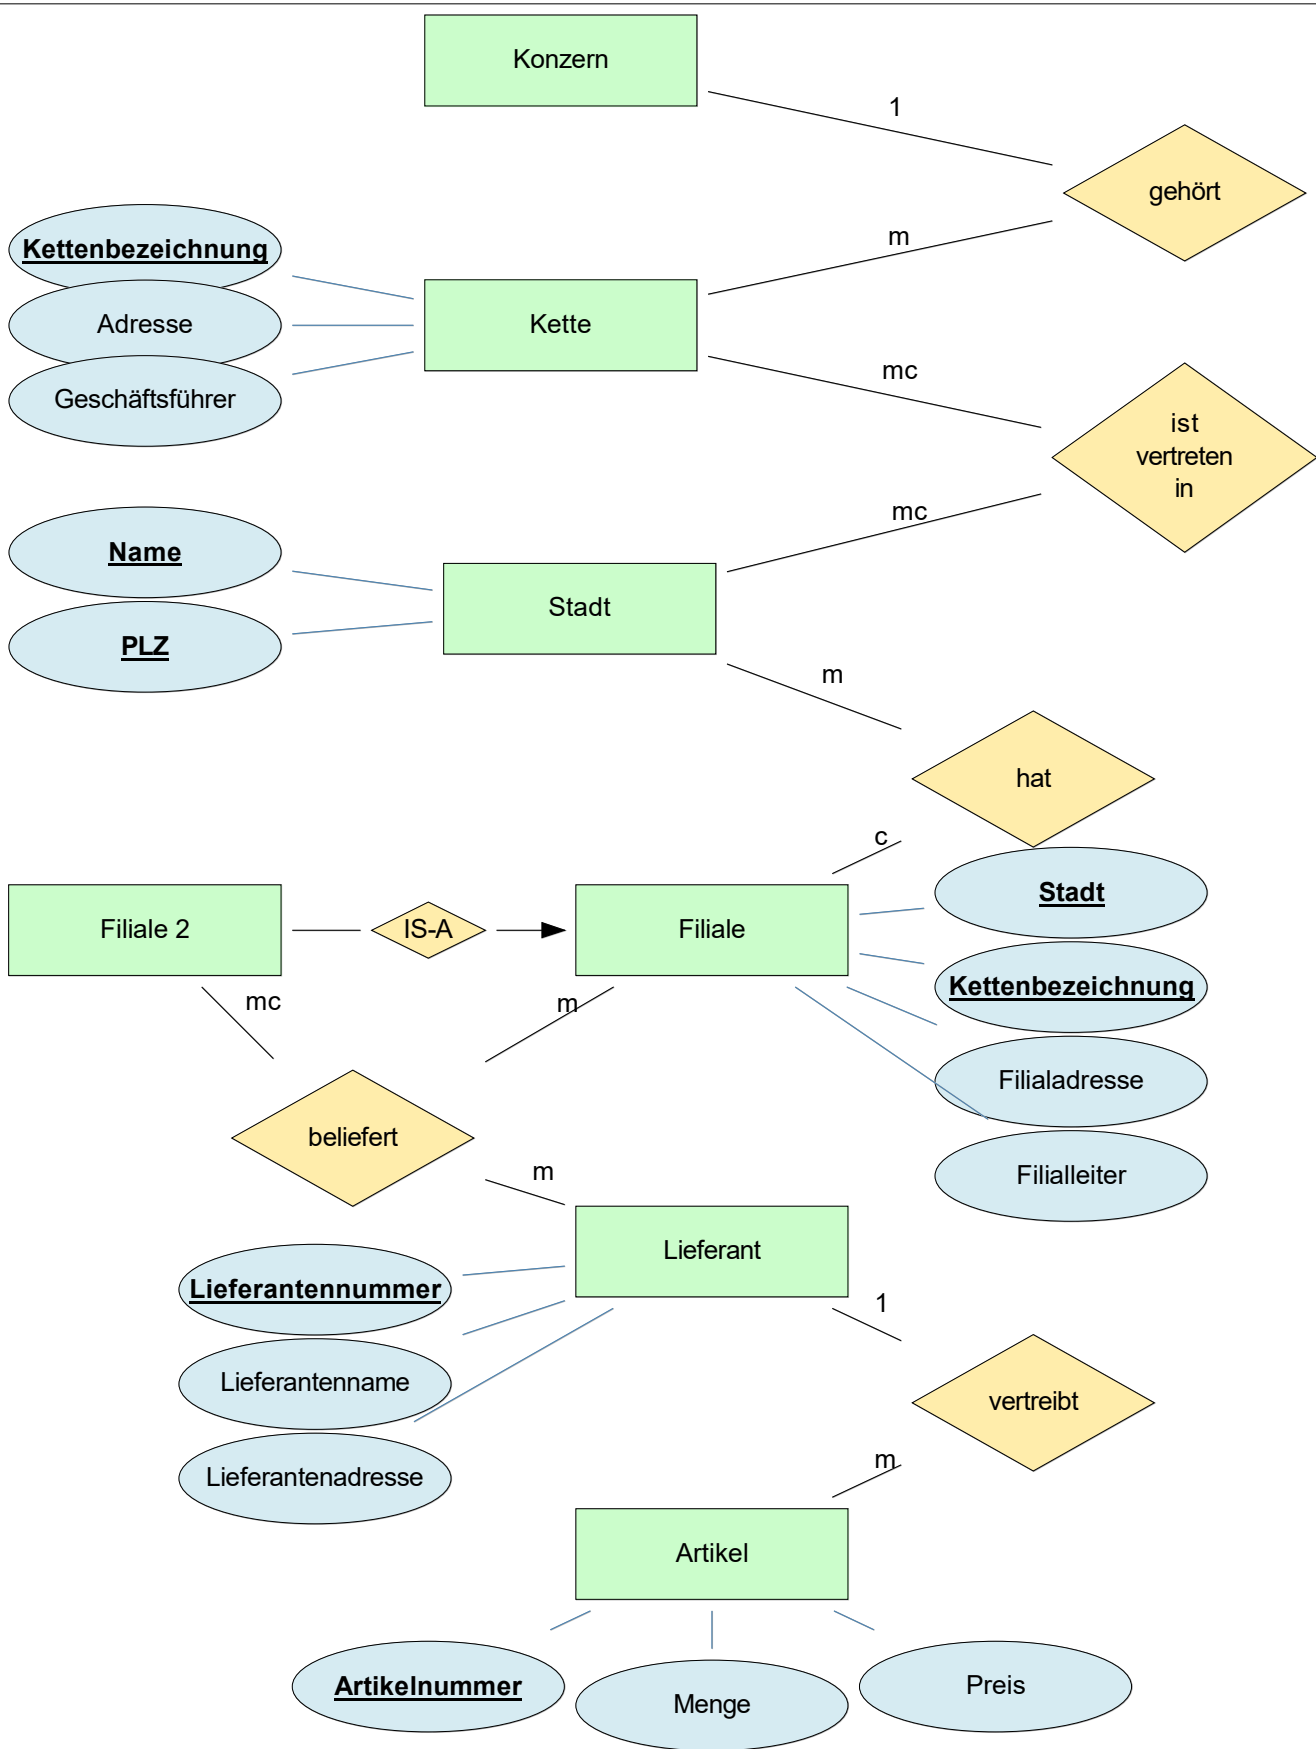 Konzern
1
gehört
m
Kettenbezeichnung
Adresse
Kette
Geschäftsführer
mc
ist
vertreten
in
mc
Name
Stadt
PLZ
m
hat
c
Stadt
Filiale 2
IS-A
Filiale
Kettenbezeichnung
mc
m
Filialadresse
beliefert
m
Filialleiter
Lieferant
Lieferantennummer
1
Lieferantenname
vertreibt
m
Lieferantenadresse
Artikel
Artikelnummer
Menge
Preis